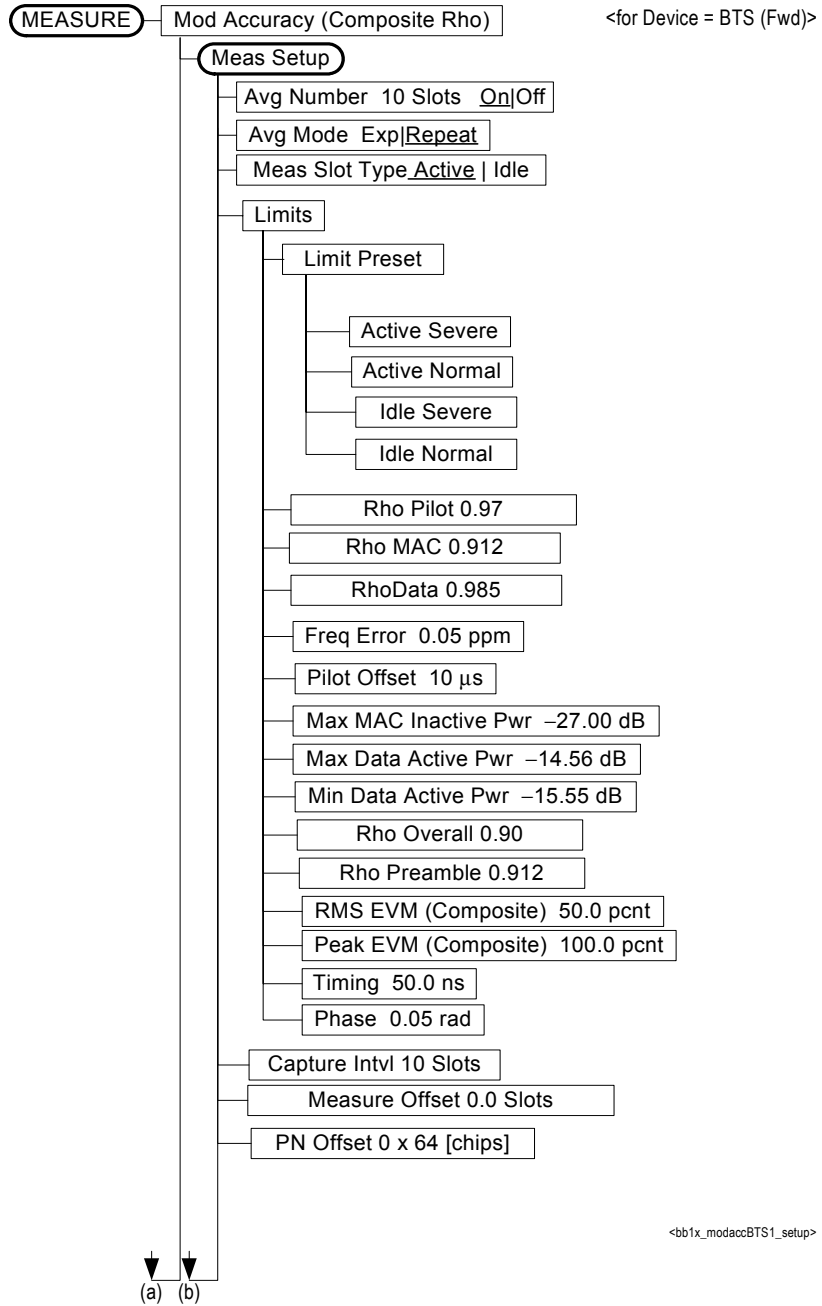 MEASURE Mod Accuracy (Composite Rho) <for Device = BTS (Fwd)>
Meas Setup
Avg Number 10 Slots On|Off
Avg Mode Exp|Repeat
Meas Slot Type Active | Idle
Limits
Limit Preset
Active Severe
Active Normal
Idle Severe
Idle Normal
Rho Pilot 0.97
Rho MAC 0.912
RhoData 0.985
Freq Error 0.05 ppm
Pilot Offset 10 μs
Max MAC Inactive Pwr −27.00 dB
Max Data Active Pwr −14.56 dB
Min Data Active Pwr −15.55 dB
Rho Overall 0.90
Rho Preamble 0.912
RMS EVM (Composite) 50.0 pcnt
Peak EVM (Composite) 100.0 pcnt
Timing 50.0 ns
Phase 0.05 rad
Capture Intvl 10 Slots
Measure Offset 0.0 Slots
PN Offset 0 x 64 [chips]
<bb1x_modaccBTS1_setup>
(a) (b)